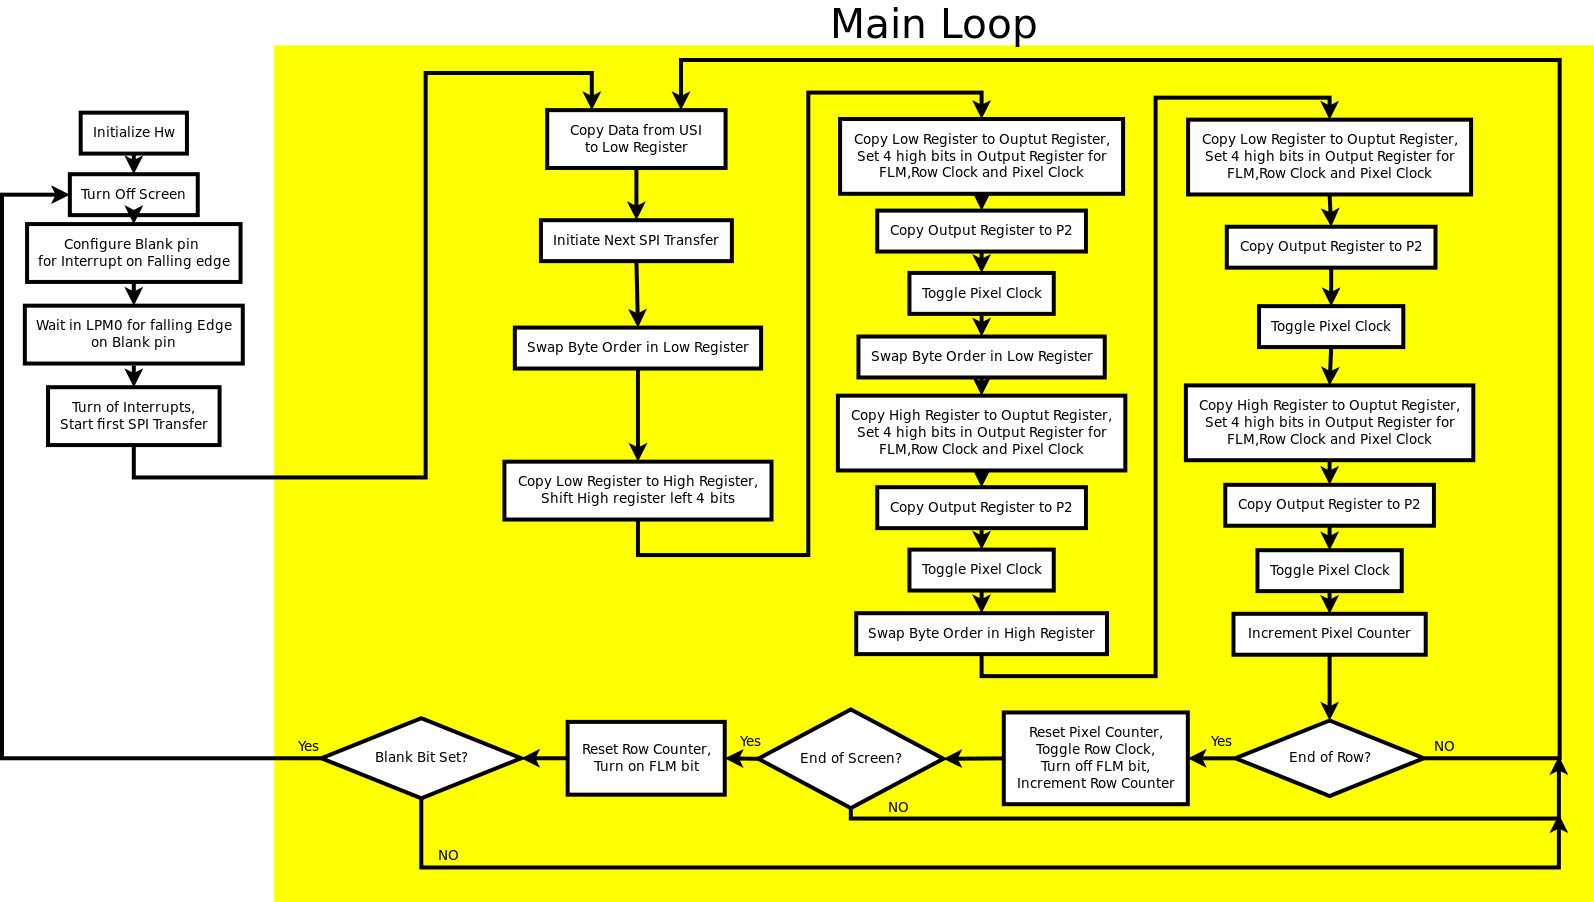 Main Loop
Initialize Hw
Turn Off Screen
Configure Blank pin
for Interrupt on Falling edge
Wait in LPM0 for falling Edge
on Blank pin
Turn of Interrupts,
Start first SPI Transfer
Copy Data from USI
to Low Register
Initiate Next SPI Transfer
Swap Byte Order in Low Register
Copy Low Register to High Register,
Shift High register left 4 bits
Copy Low Register to Ouptut Register,
Set 4 high bits in Output Register for
FLM,Row Clock and Pixel Clock
Copy Output Register to P2
Toggle Pixel Clock
Swap Byte Order in Low Register
Copy High Register to Ouptut Register,
Set 4 high bits in Output Register for
FLM,Row Clock and Pixel Clock
Copy Output Register to P2
Toggle Pixel Clock
Swap Byte Order in High Register
Copy Low Register to Ouptut Register,
Set 4 high bits in Output Register for
FLM,Row Clock and Pixel Clock
Copy Output Register to P2
Toggle Pixel Clock
Copy High Register to Ouptut Register,
Set 4 high bits in Output Register for
FLM,Row Clock and Pixel Clock
Copy Output Register to P2
Toggle Pixel Clock
Increment Pixel Counter
End of Row?
NO
Yes
Reset Pixel Counter,
Toggle Row Clock,
Turn off FLM bit,
Increment Row Counter
End of Screen?
NO
Yes
Reset Row Counter,
Turn on FLM bit
Blank Bit Set?
Yes
NO